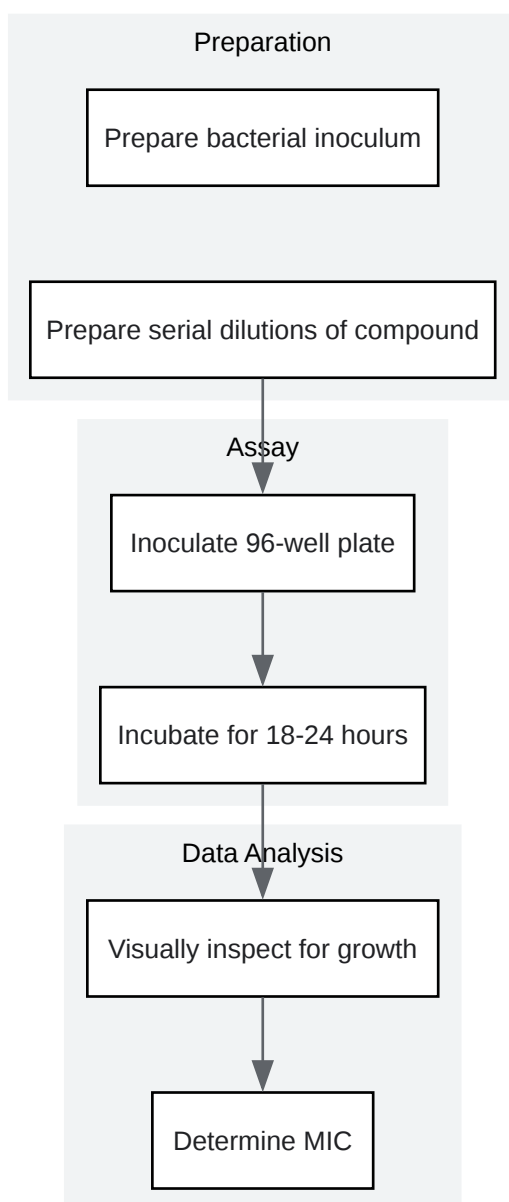 Preparation
Prepare bacterial inoculum
Prepare serial dilutions of compound
Assay
Inoculate 96-well plate
Incubate for 18-24 hours
Data Analysis
Visually inspect for growth
Determine MIC